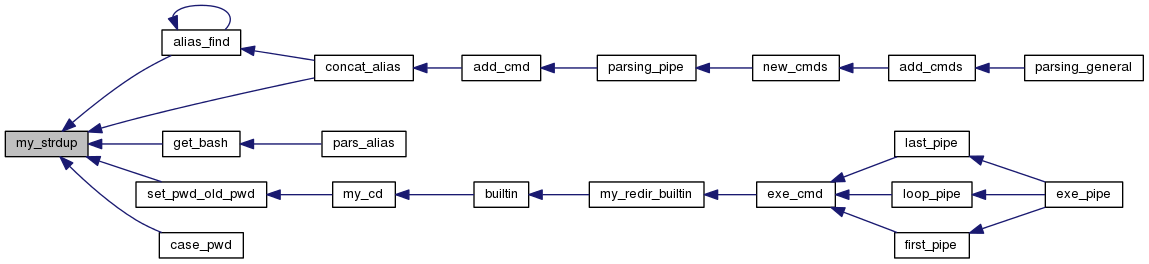 alias_find
concat_alias
add_cmd
parsing_pipe
new_cmds
add_cmds
parsing_general
my_strdup
get_bash
pars_alias
last_pipe
set_pwd_old_pwd
my_cd
builtin
my_redir_builtin
exe_cmd
loop_pipe
exe_pipe
case_pwd
first_pipe